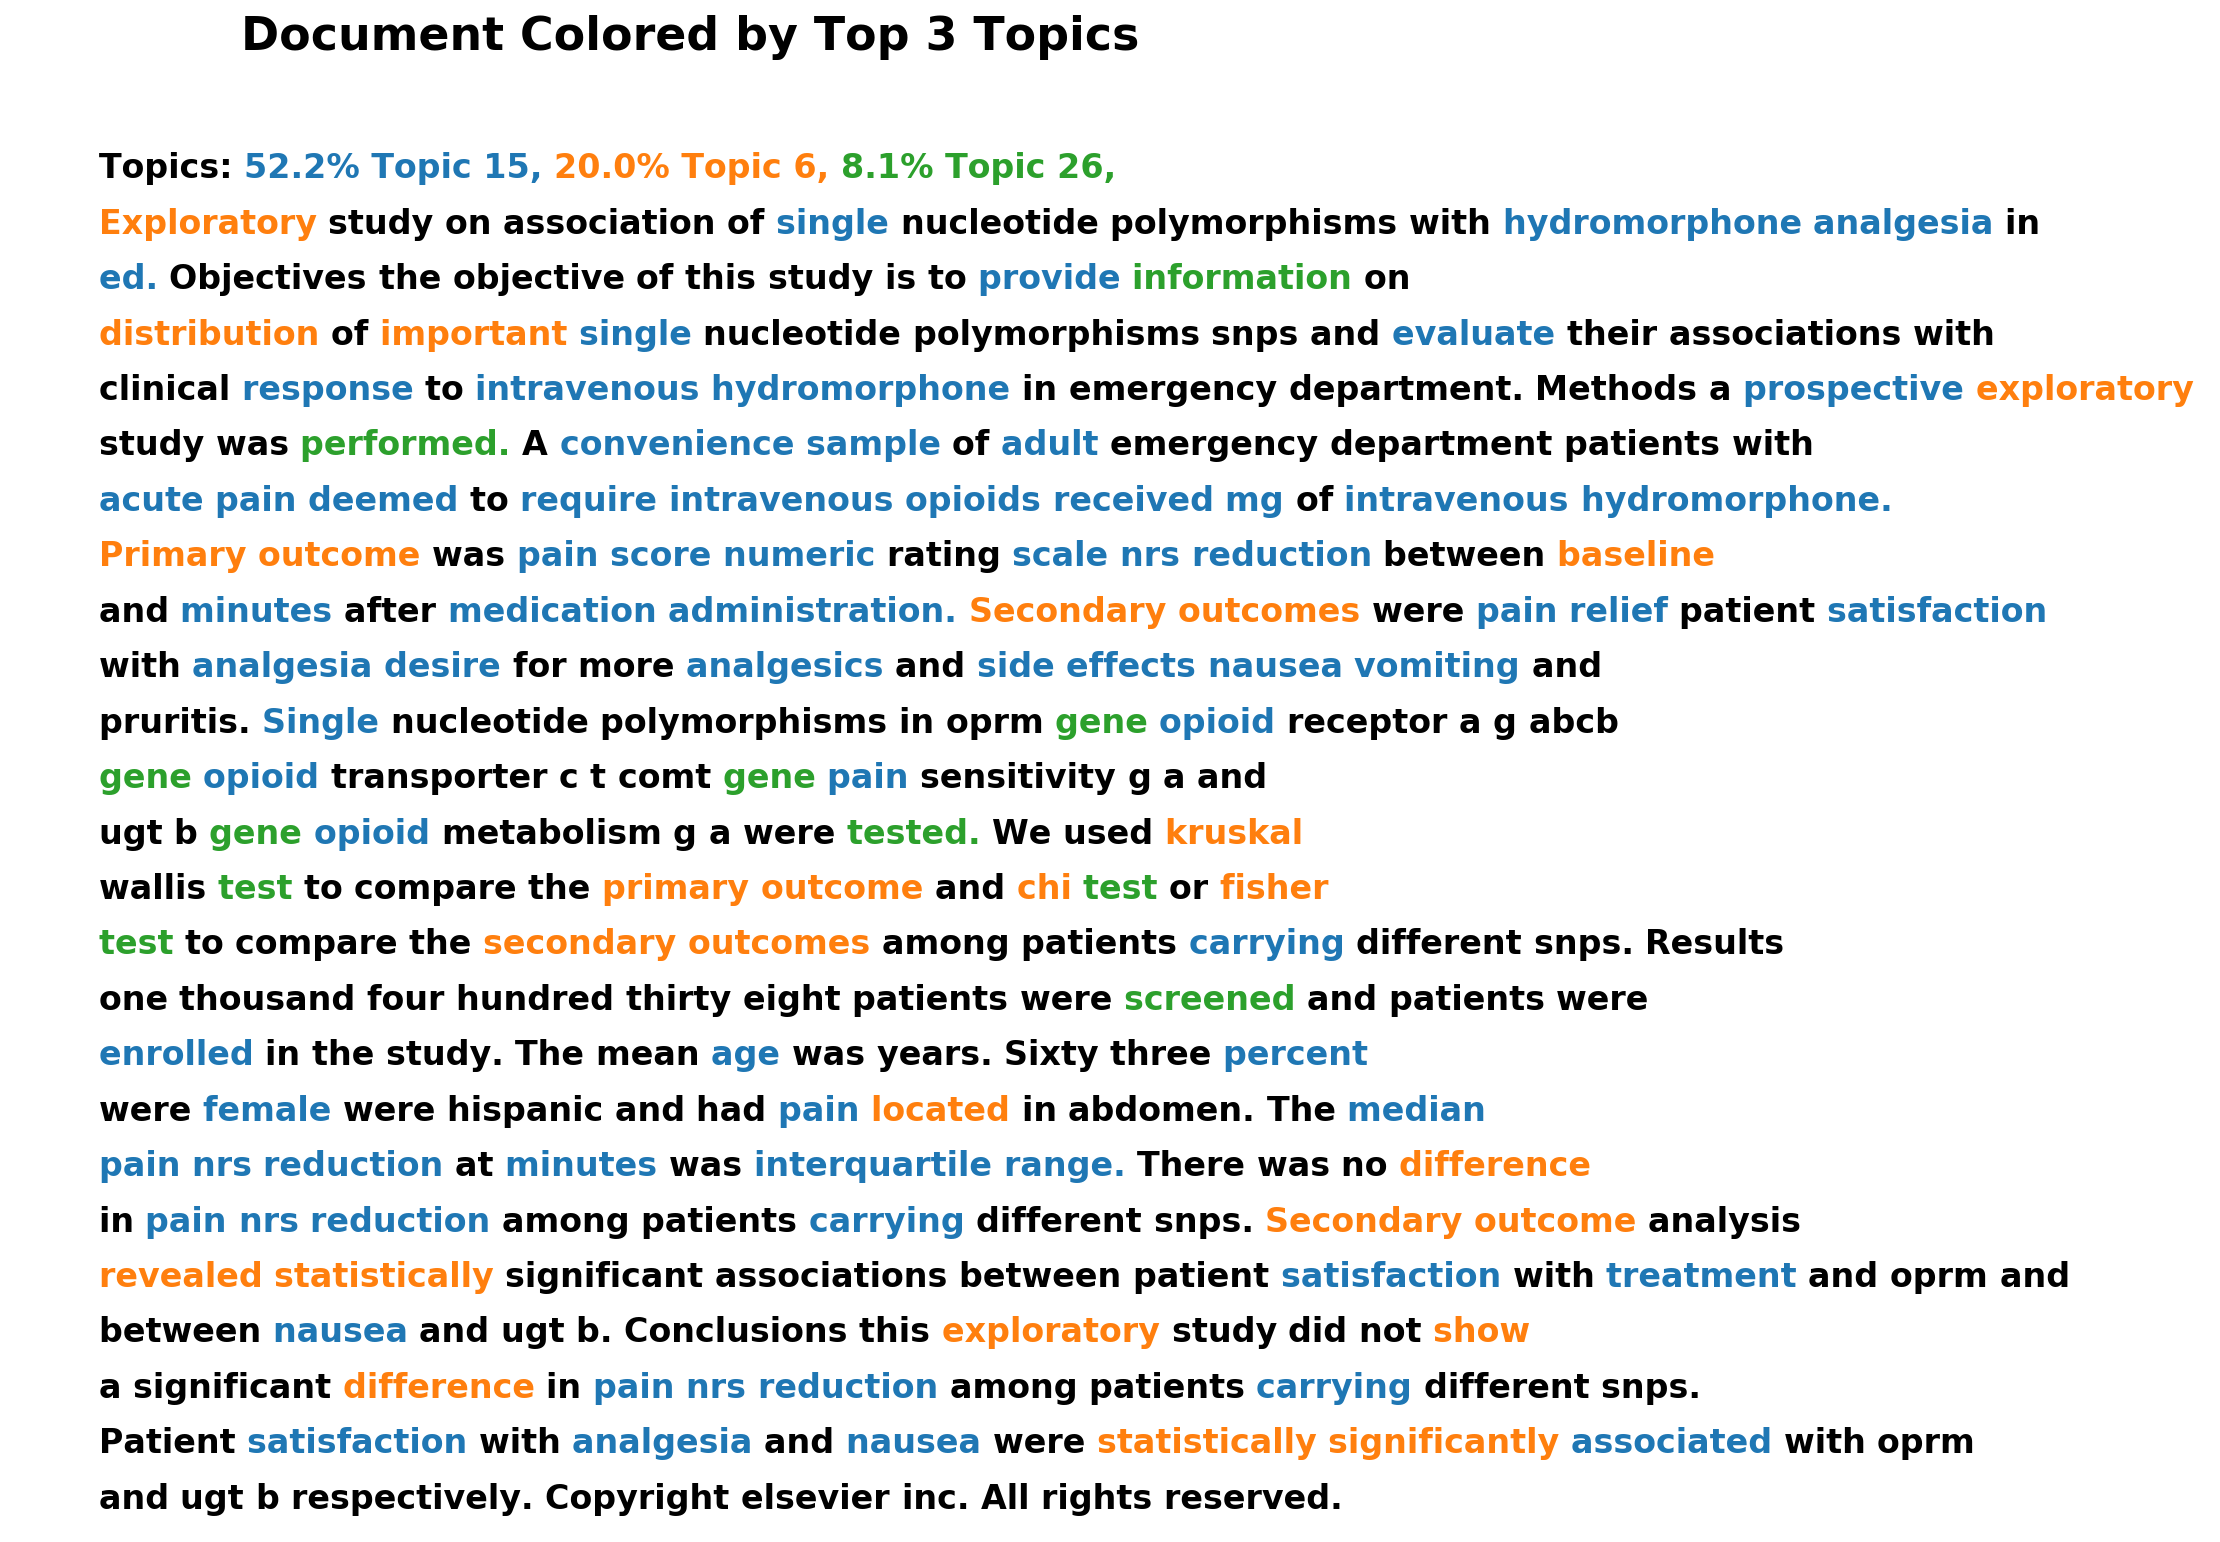 Document Colored by Top 3 Topics
Topics: 52.2% Topic 15, 20.0% Topic 6, 8.1% Topic 26,
Exploratory study on association of single nucleotide polymorphisms with hydromorphone analgesia in
ed. Objectives the objective of this study is to provide information on
distribution of important single nucleotide polymorphisms snps and evaluate their associations with
clinical response to intravenous hydromorphone in emergency department. Methods a prospective exploratory
study was performed. A convenience sample of adult emergency department patients with
acute pain deemed to require intravenous opioids received mg of intravenous hydromorphone.
Primary outcome was pain score numeric rating scale nrs reduction between baseline
and minutes after medication administration. Secondary outcomes were pain relief patient satisfaction
with analgesia desire for more analgesics and side effects nausea vomiting and
pruritis. Single nucleotide polymorphisms in oprm gene opioid receptor a g abcb
gene opioid transporter c t comt gene pain sensitivity g a and
ugt b gene opioid metabolism g a were tested. We used kruskal
wallis test to compare the primary outcome and chi test or fisher
test to compare the secondary outcomes among patients carrying different snps. Results
one thousand four hundred thirty eight patients were screened and patients were
enrolled in the study. The mean age was years. Sixty three percent
were female were hispanic and had pain located in abdomen. The median
pain nrs reduction at minutes was interquartile range. There was no difference
in pain nrs reduction among patients carrying different snps. Secondary outcome analysis
revealed statistically significant associations between patient satisfaction with treatment and oprm and
between nausea and ugt b. Conclusions this exploratory study did not show
a significant difference in pain nrs reduction among patients carrying different snps.
Patient satisfaction with analgesia and nausea were statistically significantly associated with oprm
and ugt b respectively. Copyright elsevier inc. All rights reserved.